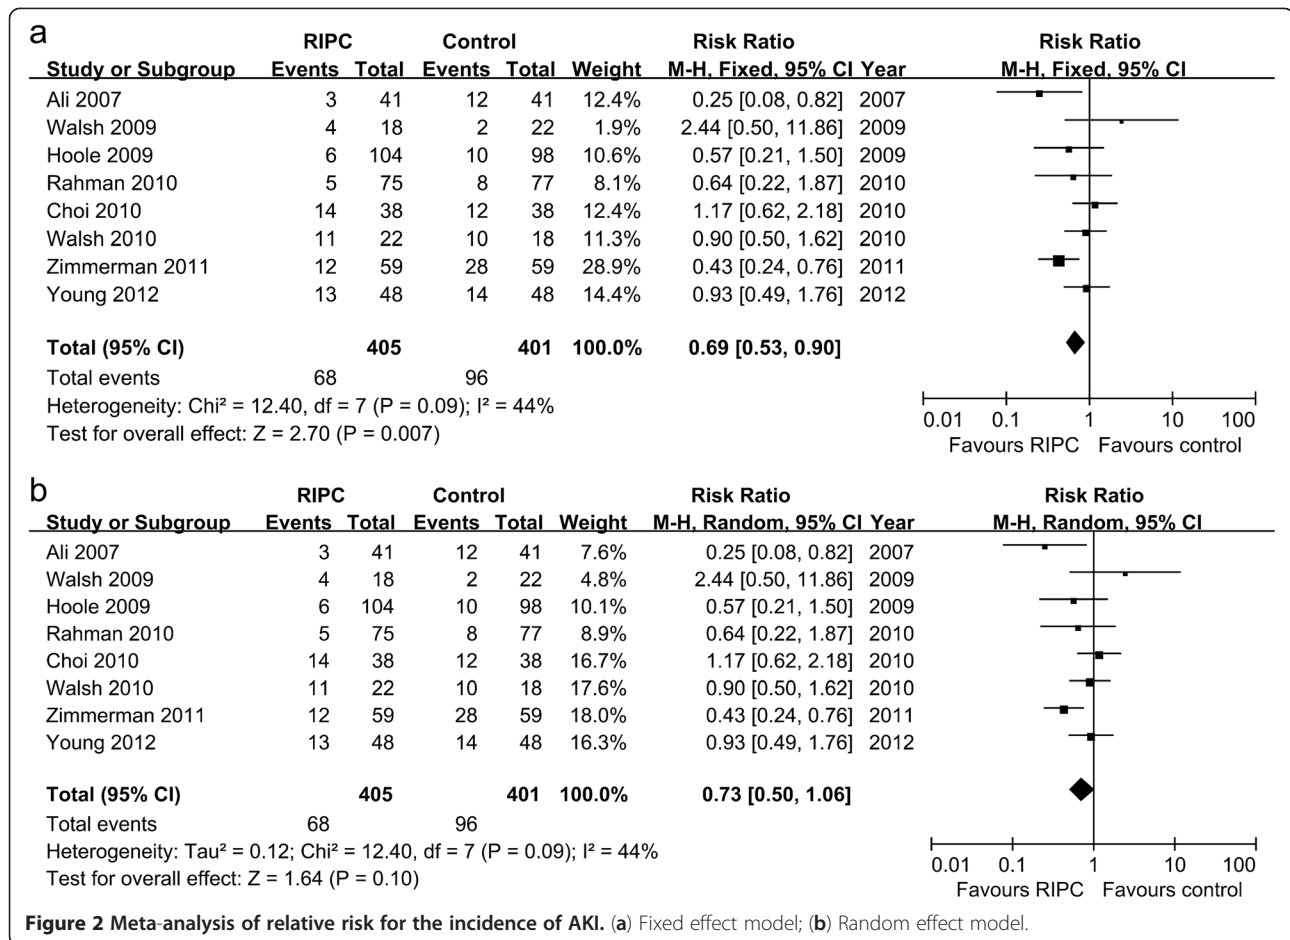 a
RIPC Control Risk Ratio Risk Ratio
Study or Subgroup Events Total Events Total Weight M-H, Fixed, 95% CI Year M-H, Fixed, 95% CI
Ali 2007 3 41 12 41 12.4% 0.25 [0.08, 0.82] 2007
Walsh 2009 4 18 2 22 1.9% 2.44 [0.50, 11.86] 2009
Hoole 2009 6 104 10 98 10.6% 0.57 [0.21, 1.50] 2009
Rahman 2010 5 75 8 77 8.1% 0.64 [0.22, 1.87] 2010
Choi 2010 14 38 12 38 12.4% 1.17 [0.62, 2.18] 2010
Walsh 2010 11 22 10 18 11.3% 0.90 [0.50, 1.62] 2010
Zimmerman 2011 12 59 28 59 28.9% 0.43 [0.24, 0.76] 2011
Young 2012 13 48 14 48 14.4% 0.93 [0.49, 1.76] 2012
Total (95% CI) 405 401 100.0% 0.69 [0.53, 0.90]
Total events 68 96
Heterogeneity: Chi² = 12.40, df = 7 (P = 0.09); I² = 44%
Test for overall effect: Z = 2.70 (P = 0.007)
0.01 0.1 1 10 100
Favours RIPC Favours control
b
RIPC Control Risk Ratio Risk Ratio
Study or Subgroup Events Total Events Total Weight M-H, Random, 95% CI Year M-H, Random, 95% CI
Ali 2007 3 41 12 41 7.6% 0.25 [0.08, 0.82] 2007
Walsh 2009 4 18 2 22 4.8% 2.44 [0.50, 11.86] 2009
Hoole 2009 6 104 10 98 10.1% 0.57 [0.21, 1.50] 2009
Rahman 2010 5 75 8 77 8.9% 0.64 [0.22, 1.87] 2010
Choi 2010 14 38 12 38 16.7% 1.17 [0.62, 2.18] 2010
Walsh 2010 11 22 10 18 17.6% 0.90 [0.50, 1.62] 2010
Zimmerman 2011 12 59 28 59 18.0% 0.43 [0.24, 0.76] 2011
Young 2012 13 48 14 48 16.3% 0.93 [0.49, 1.76] 2012
Total (95% CI) 405 401 100.0% 0.73 [0.50, 1.06]
Total events 68 96
Heterogeneity: Tau² = 0.12; Chi² = 12.40, df = 7 (P = 0.09); I² = 44%
Test for overall effect: Z = 1.64 (P = 0.10)
0.01 0.1 1 10 100
Favours RIPC Favours control
Figure 2 Meta-analysis of relative risk for the incidence of AKI. (a) Fixed effect model; (b) Random effect model.